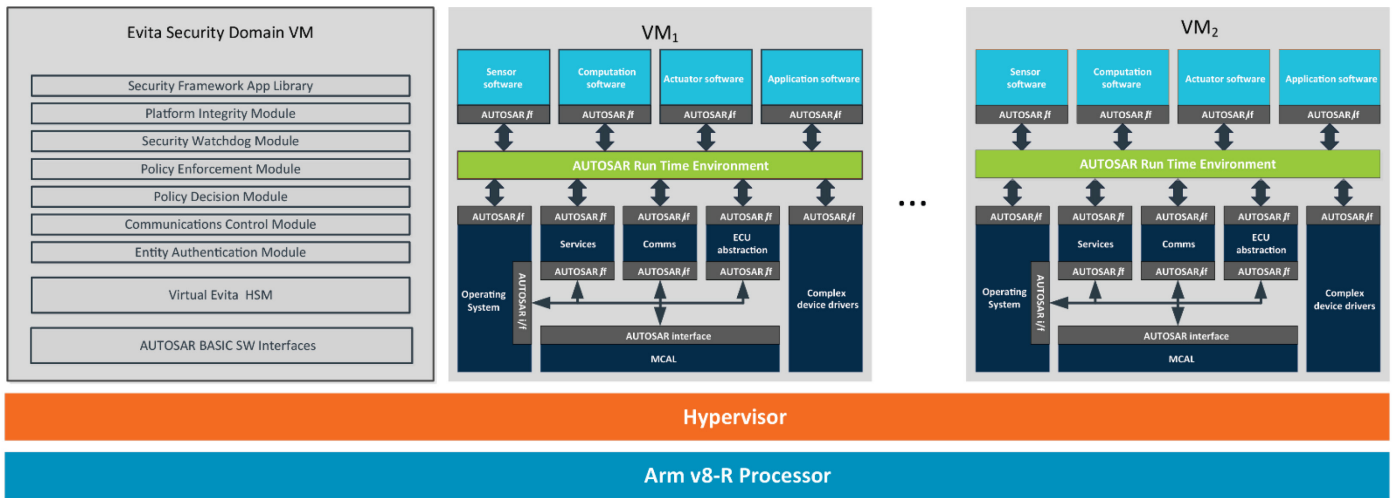 Evita Security Domain VM
Security Framework App Library
Platform Integrity Module
Security Watchdog Module
Policy Enforcement Module
Policy Decision Module
Communications Control Module
Entity Authentication Module
Virtual Evita HSM
AUTOSAR BASIC SW Interfaces
VM1
Sensor
software
Computation
software
Actuator software
Application software
AUTOSAR i/f
AUTOSAR i/f
AUTOSAR i/f
AUTOSAR i/f
AUTOSAR Run Time Environment
AUTOSAR i/f
AUTOSAR i/f
AUTOSAR i/f
AUTOSAR i/f
AUTOSAR i/f
Services
Comms
ECU
abstraction
AUTOSAR i/f
AUTOSAR i/f
AUTOSAR i/f
Operating
System
AUTOSAR i/f
Complex
device drivers
AUTOSAR interface
MCAL
...
VM2
Sensor
software
Computation
software
Actuator software
Application software
AUTOSAR i/f
AUTOSAR i/f
AUTOSAR i/f
AUTOSAR i/f
AUTOSAR Run Time Environment
AUTOSAR i/f
AUTOSAR i/f
AUTOSAR i/f
AUTOSAR i/f
AUTOSAR i/f
Services
Comms
ECU
abstraction
AUTOSAR i/f
AUTOSAR i/f
AUTOSAR i/f
Operating
System
AUTOSAR i/f
Complex
device drivers
AUTOSAR interface
MCAL
Hypervisor
Arm v8-R Processor